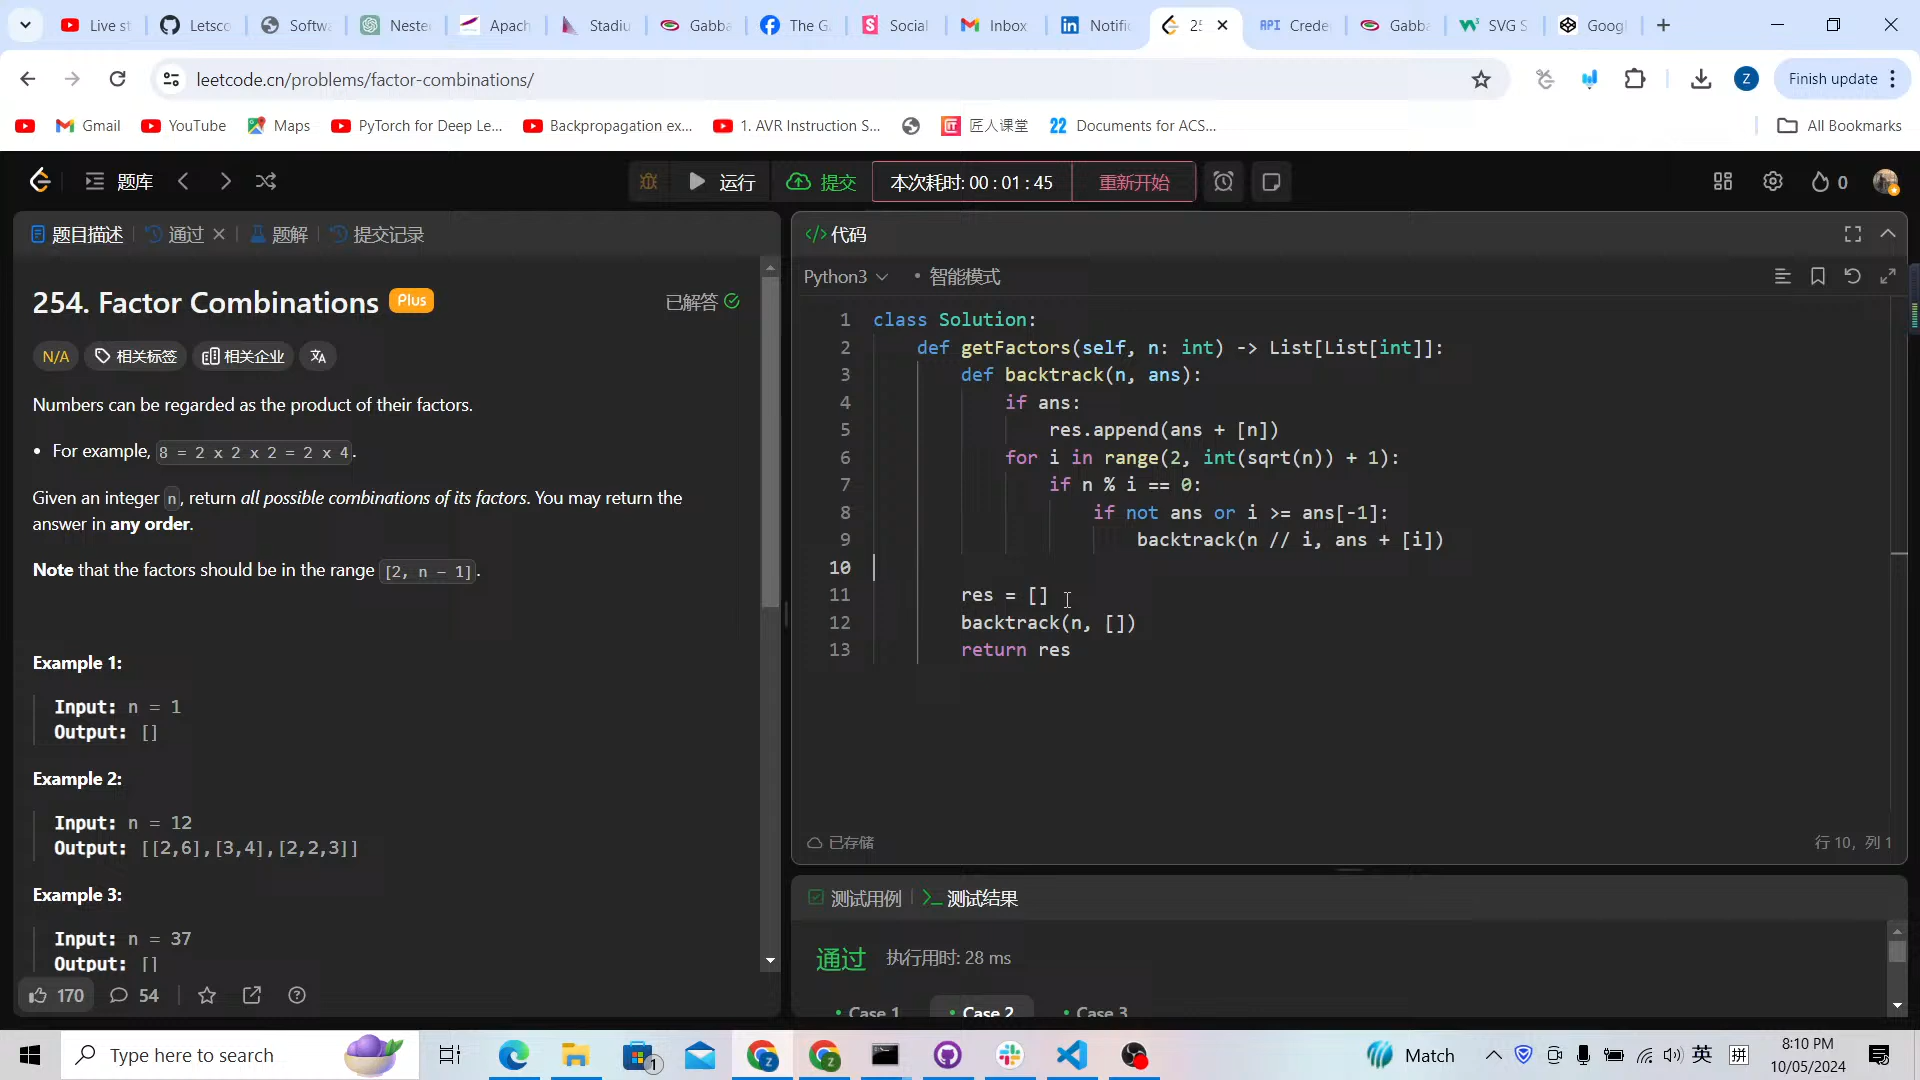 Live st
Letsco
Softwa
Neste
Apach
Stadiu
Gabba
The G
Social
Inbox
Notific
25
API Crede
Gabba
SVG S
Goog
leetcode.cn/problems/factor-combinations/
Z
Finish update
Gmail
YouTube
Maps
PyTorch for Deep Le...
Backpropagation ex...
1. AVR Instruction S...
匠人课堂
22 Documents for ACS...
All Bookmarks
题库
运行
提交
本次耗时: 00 : 01 : 45
重新开始
0
题目描述
通过
题解
提交记录
254. Factor Combinations Plus
已解答
N/A
相关标签
相关企业
Numbers can be regarded as the product of their factors.
• For example, 8 = 2 x 2 x 2 = 2 x 4.
Given an integer n, return all possible combinations of its factors. You may return the
answer in any order.
Note that the factors should be in the range [2, n - 1].
Example 1:
Input: n = 1
Output: []
Example 2:
Input: n = 12
Output: [[2,6],[3,4],[2,2,3]]
Example 3:
Input: n = 37
Output: []
170
54
代码
Python3
• 智能模式
1 class Solution:
2 def getFactors(self, n: int) -> List[List[int]]:
3 def backtrack(n, ans):
4 if ans:
5 res.append(ans + [n])
6 for i in range(2, int(sqrt(n)) + 1):
7 if n % i == 0:
8 if not ans or i >= ans[-1]:
9 backtrack(n // i, ans + [i])
10
11 res = []
12 backtrack(n, [])
13 return res
已存储
行 10, 列 1
测试用例
测试结果
通过
执行用时: 28 ms
• Case 1
• Case 2
• Case 3
Type here to search
1
Match
英
拼
8:10 PM
10/05/2024